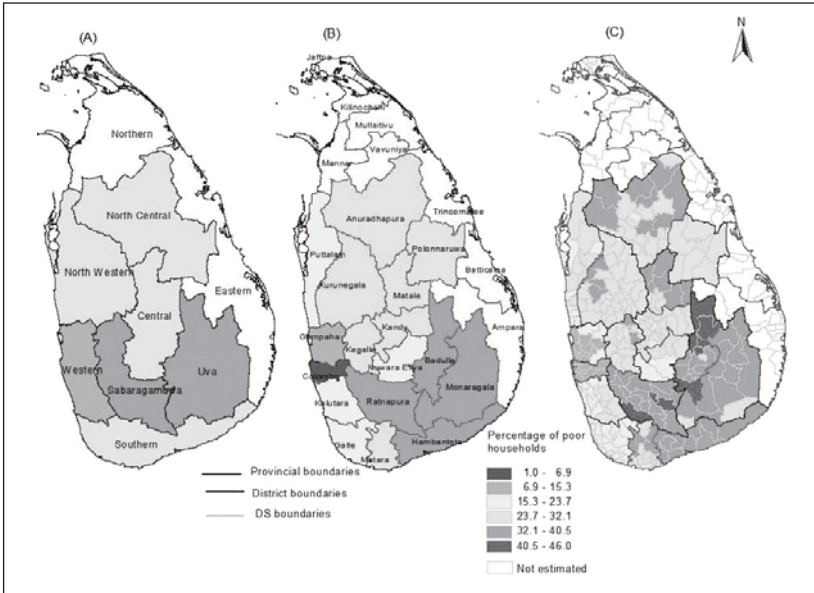 (A)
(B)
(C)
N
Northern
North Central
North Western
Eastern
Central
Western
Sabaragamuwa
Uva
Southern
Jaffna
Kilinochchi
Mullaitivu
Vavuniya
Mannar
Anuradhapura
Trincomalee
Polonnaruwa
Puttalam
Batticaloa
Kurunegala
Matale
Kandy
Ampara
Gampaha
Kegalle
Badulla
Nuwara Eliya
Colombo
Monaragala
Kalutara
Ratnapura
Galle
Matara
Hambantota
Provincial boundaries
District boundaries
DS boundaries
Percentage of poor
households
1.0 - 6.9
6.9 - 15.3
15.3 - 23.7
23.7 - 32.1
32.1 - 40.5
40.5 - 46.0
Not estimated